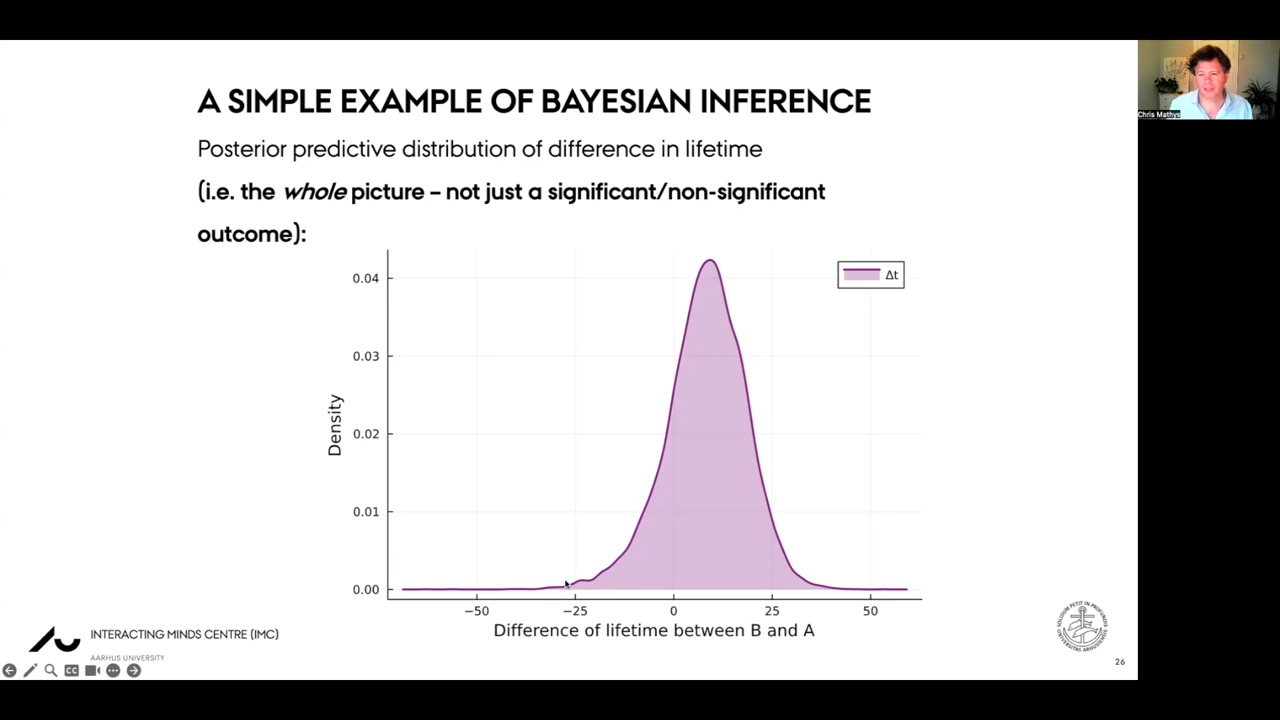 A SIMPLE EXAMPLE OF BAYESIAN INFERENCE
Chris Mathys
Posterior predictive distribution of difference in lifetime
(i.e. the whole picture – not just a significant/non-significant
outcome):
Δt
0.04
0.03
0.02
0.01
0.00
Density
−50
−25
0
25
50
Difference of lifetime between B and A
INTERACTING MINDS CENTRE (IMC)
AARHUS UNIVERSITY
CC
26